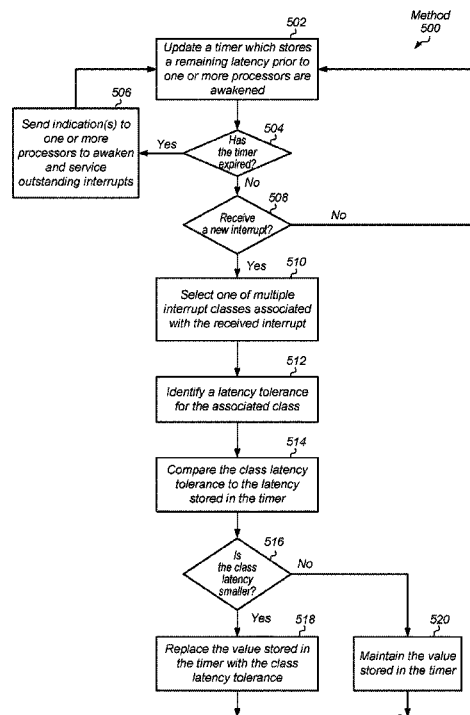 Method
500
502
Update a timer which stores
a remaining latency prior to
one or more processors are
awakened
506
Send indication(s) to
one or more
processors to awaken
and service
outstanding interrupts
Yes
504
Has
the timer
expired?
No
508
Receive
a new interrupt?
No
Yes
510
Select one of multiple
interrupt classes associated
with the received interrupt
512
Identify a latency tolerance
for the associated class
514
Compare the class latency
tolerance to the latency
stored in the timer
516
Is
the class
latency
smaller?
No
Yes
518
Replace the value stored in
the timer with the class
latency tolerance
520
Maintain the value
stored in the timer